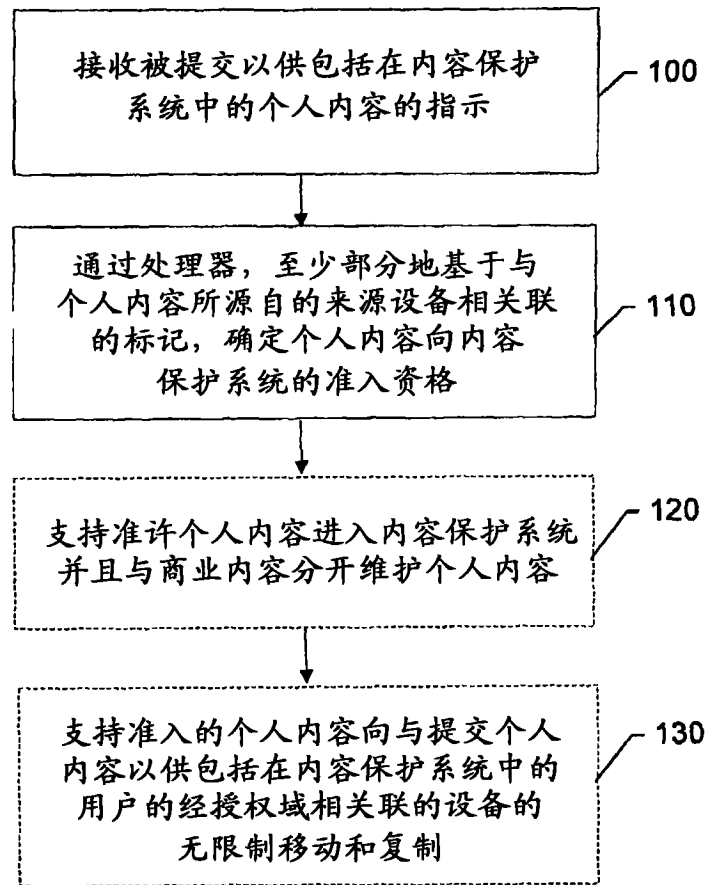 接收被提交以供包括在内容保护
系统中的个人内容的指示
100
通过处理器，至少部分地基于与
个人内容所源自的来源设备相关联
的标记，确定个人内容向内容
保护系统的准入资格
110
支持准许个人内容进入内容保护系统
并且与商业内容分开维护个人内容
120
支持准入的个人内容向与提交个人
内容以供包括在内容保护系统中的
用户的经授权域相关联的设备的
无限制移动和复制
130